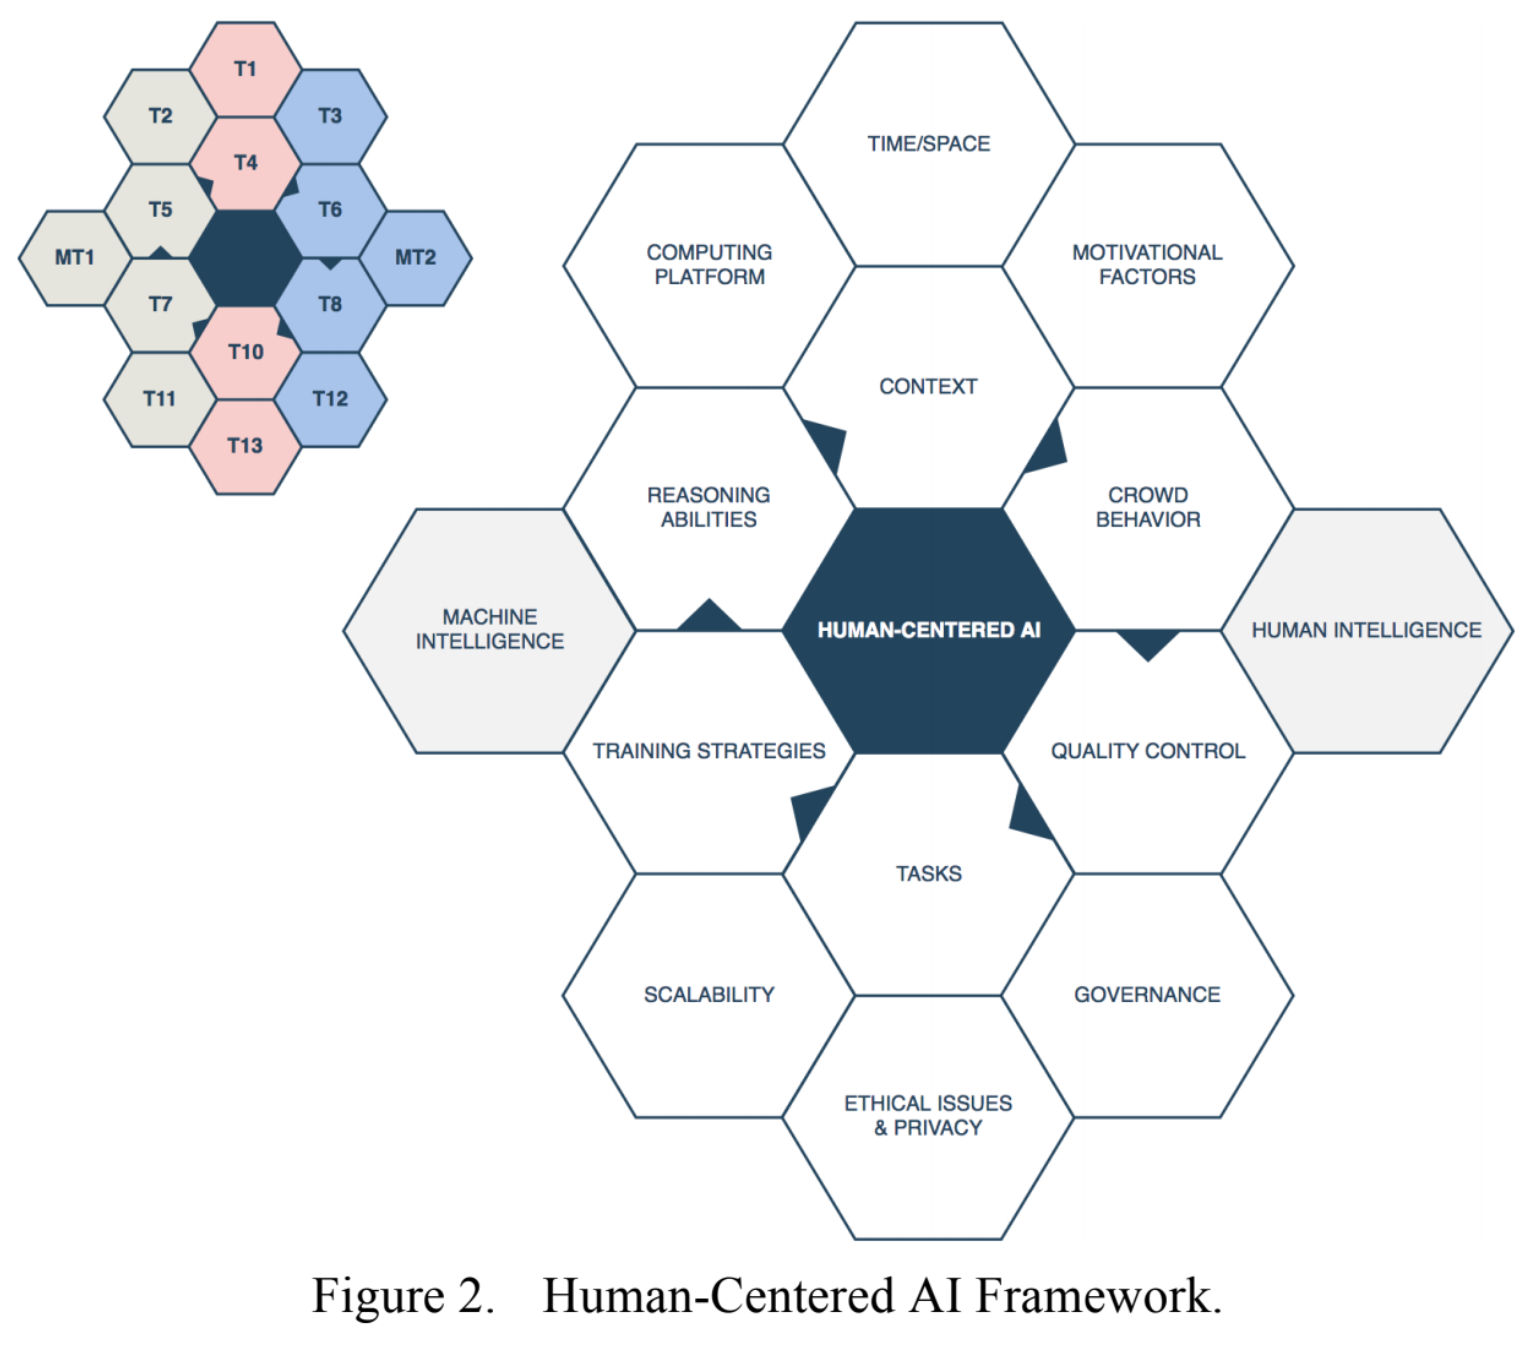 T1
T2
T3
T4
T5
T6
MT1
MT2
T7
T8
T10
T11
T12
T13
TIME/SPACE
COMPUTING
PLATFORM
MOTIVATIONAL
FACTORS
CONTEXT
REASONING
ABILITIES
CROWD
BEHAVIOR
MACHINE
INTELLIGENCE
HUMAN-CENTERED AI
HUMAN INTELLIGENCE
TRAINING STRATEGIES
QUALITY CONTROL
TASKS
SCALABILITY
GOVERNANCE
ETHICAL ISSUES
& PRIVACY
Figure 2. Human-Centered AI Framework.